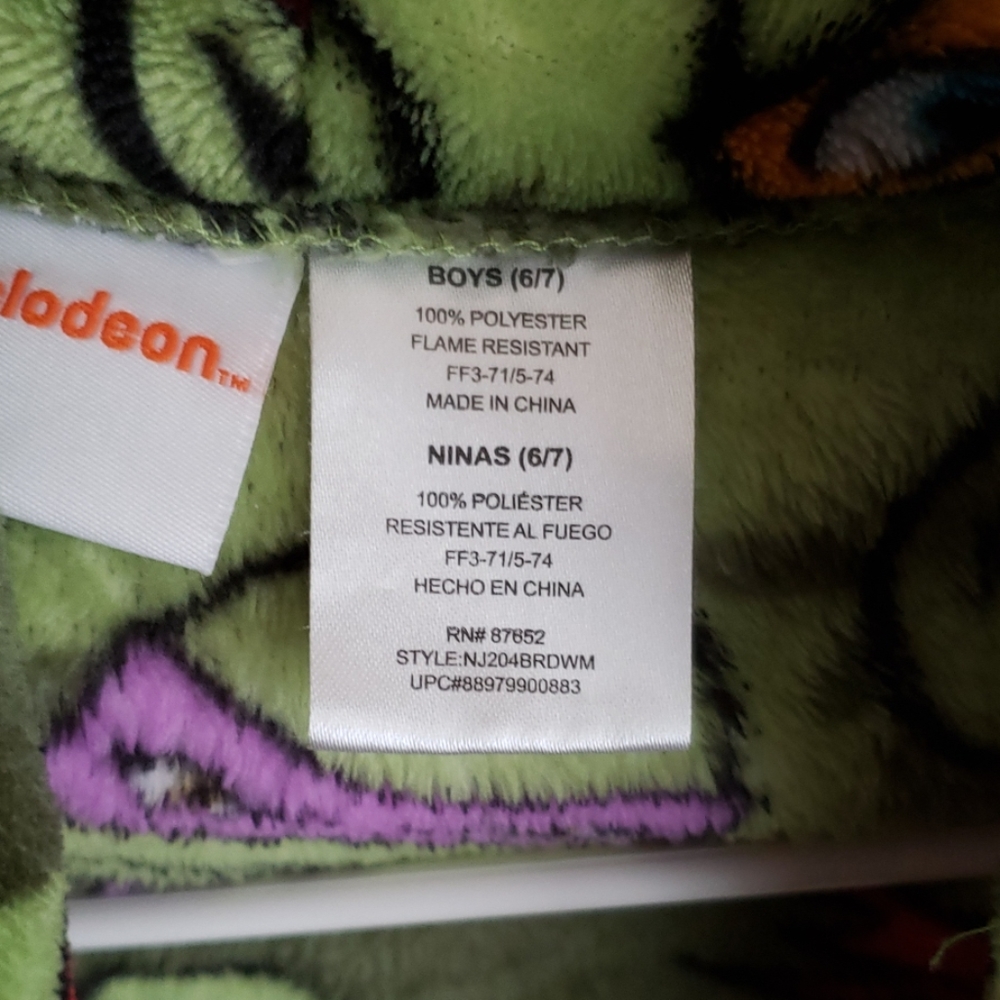 elodeon™
BOYS (6/7)
100% POLYESTER
FLAME RESISTANT
FF3-71/5-74
MADE IN CHINA
NINAS (6/7)
100% POLIÉSTER
RESISTENTE AL FUEGO
FF3-71/5-74
HECHO EN CHINA
RN# 87652
STYLE:NJ204BRDWM
UPC#88979900883